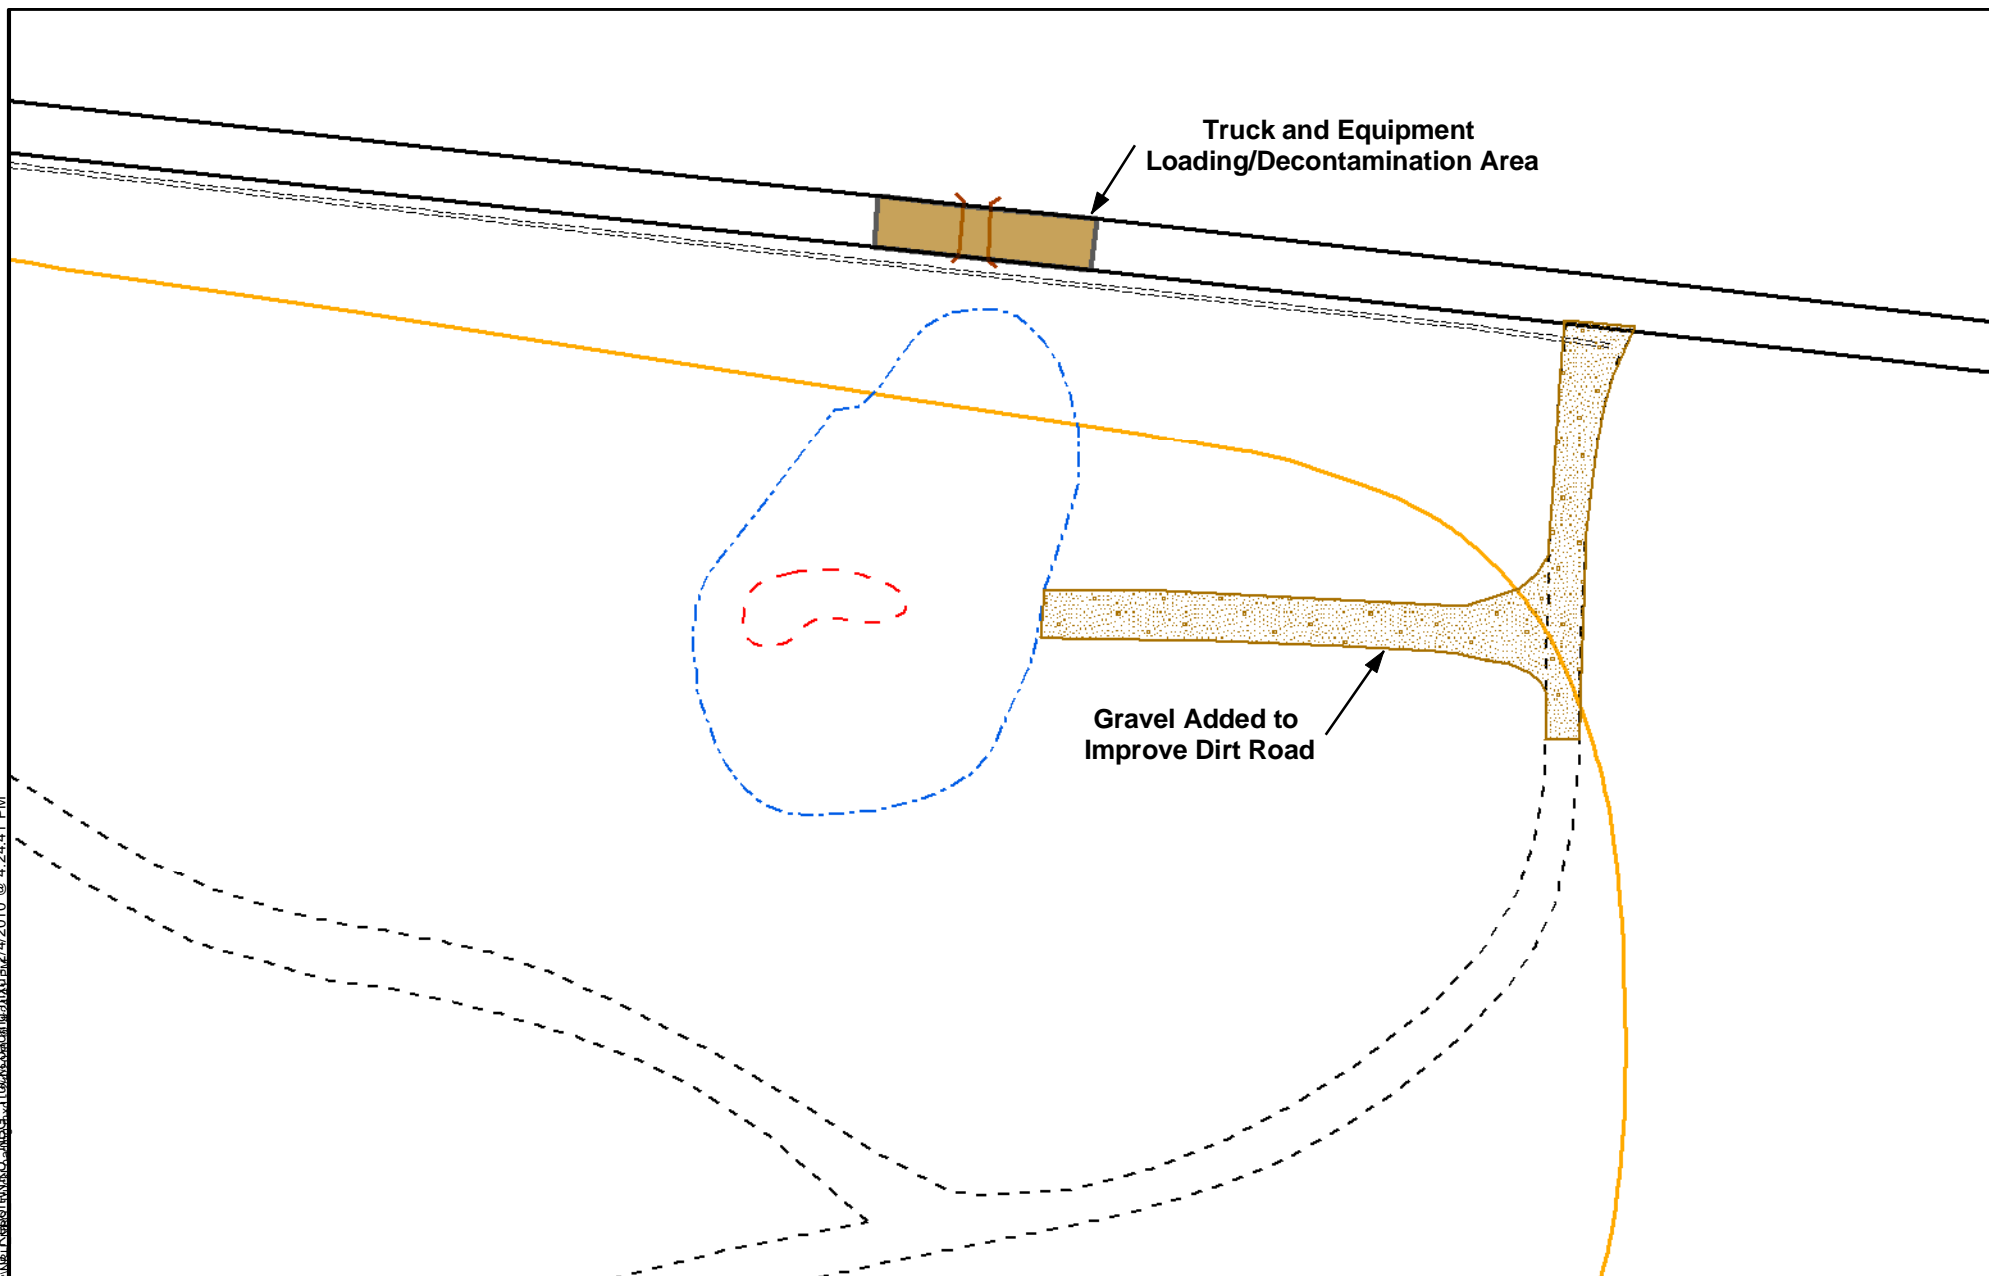 Truck and Equipment
Loading/Decontamination Area
Gravel Added to
Improve Dirt Road